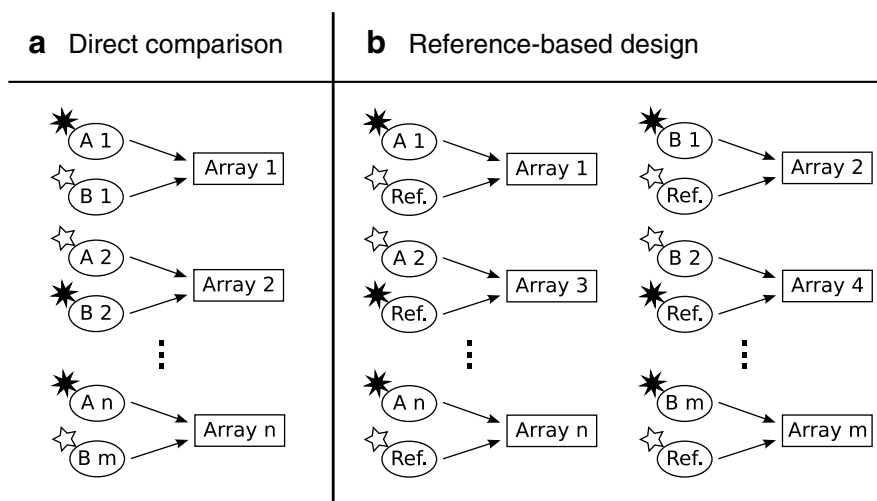 a Direct comparison
b Reference-based design
A 1
B 1
Array 1
A 2
B 2
Array 2
A n
B m
Array n
A 1
Ref.
Array 1
B 1
Ref.
Array 2
A 2
Ref.
Array 3
B 2
Ref.
Array 4
A n
Ref.
Array n
B m
Ref.
Array m